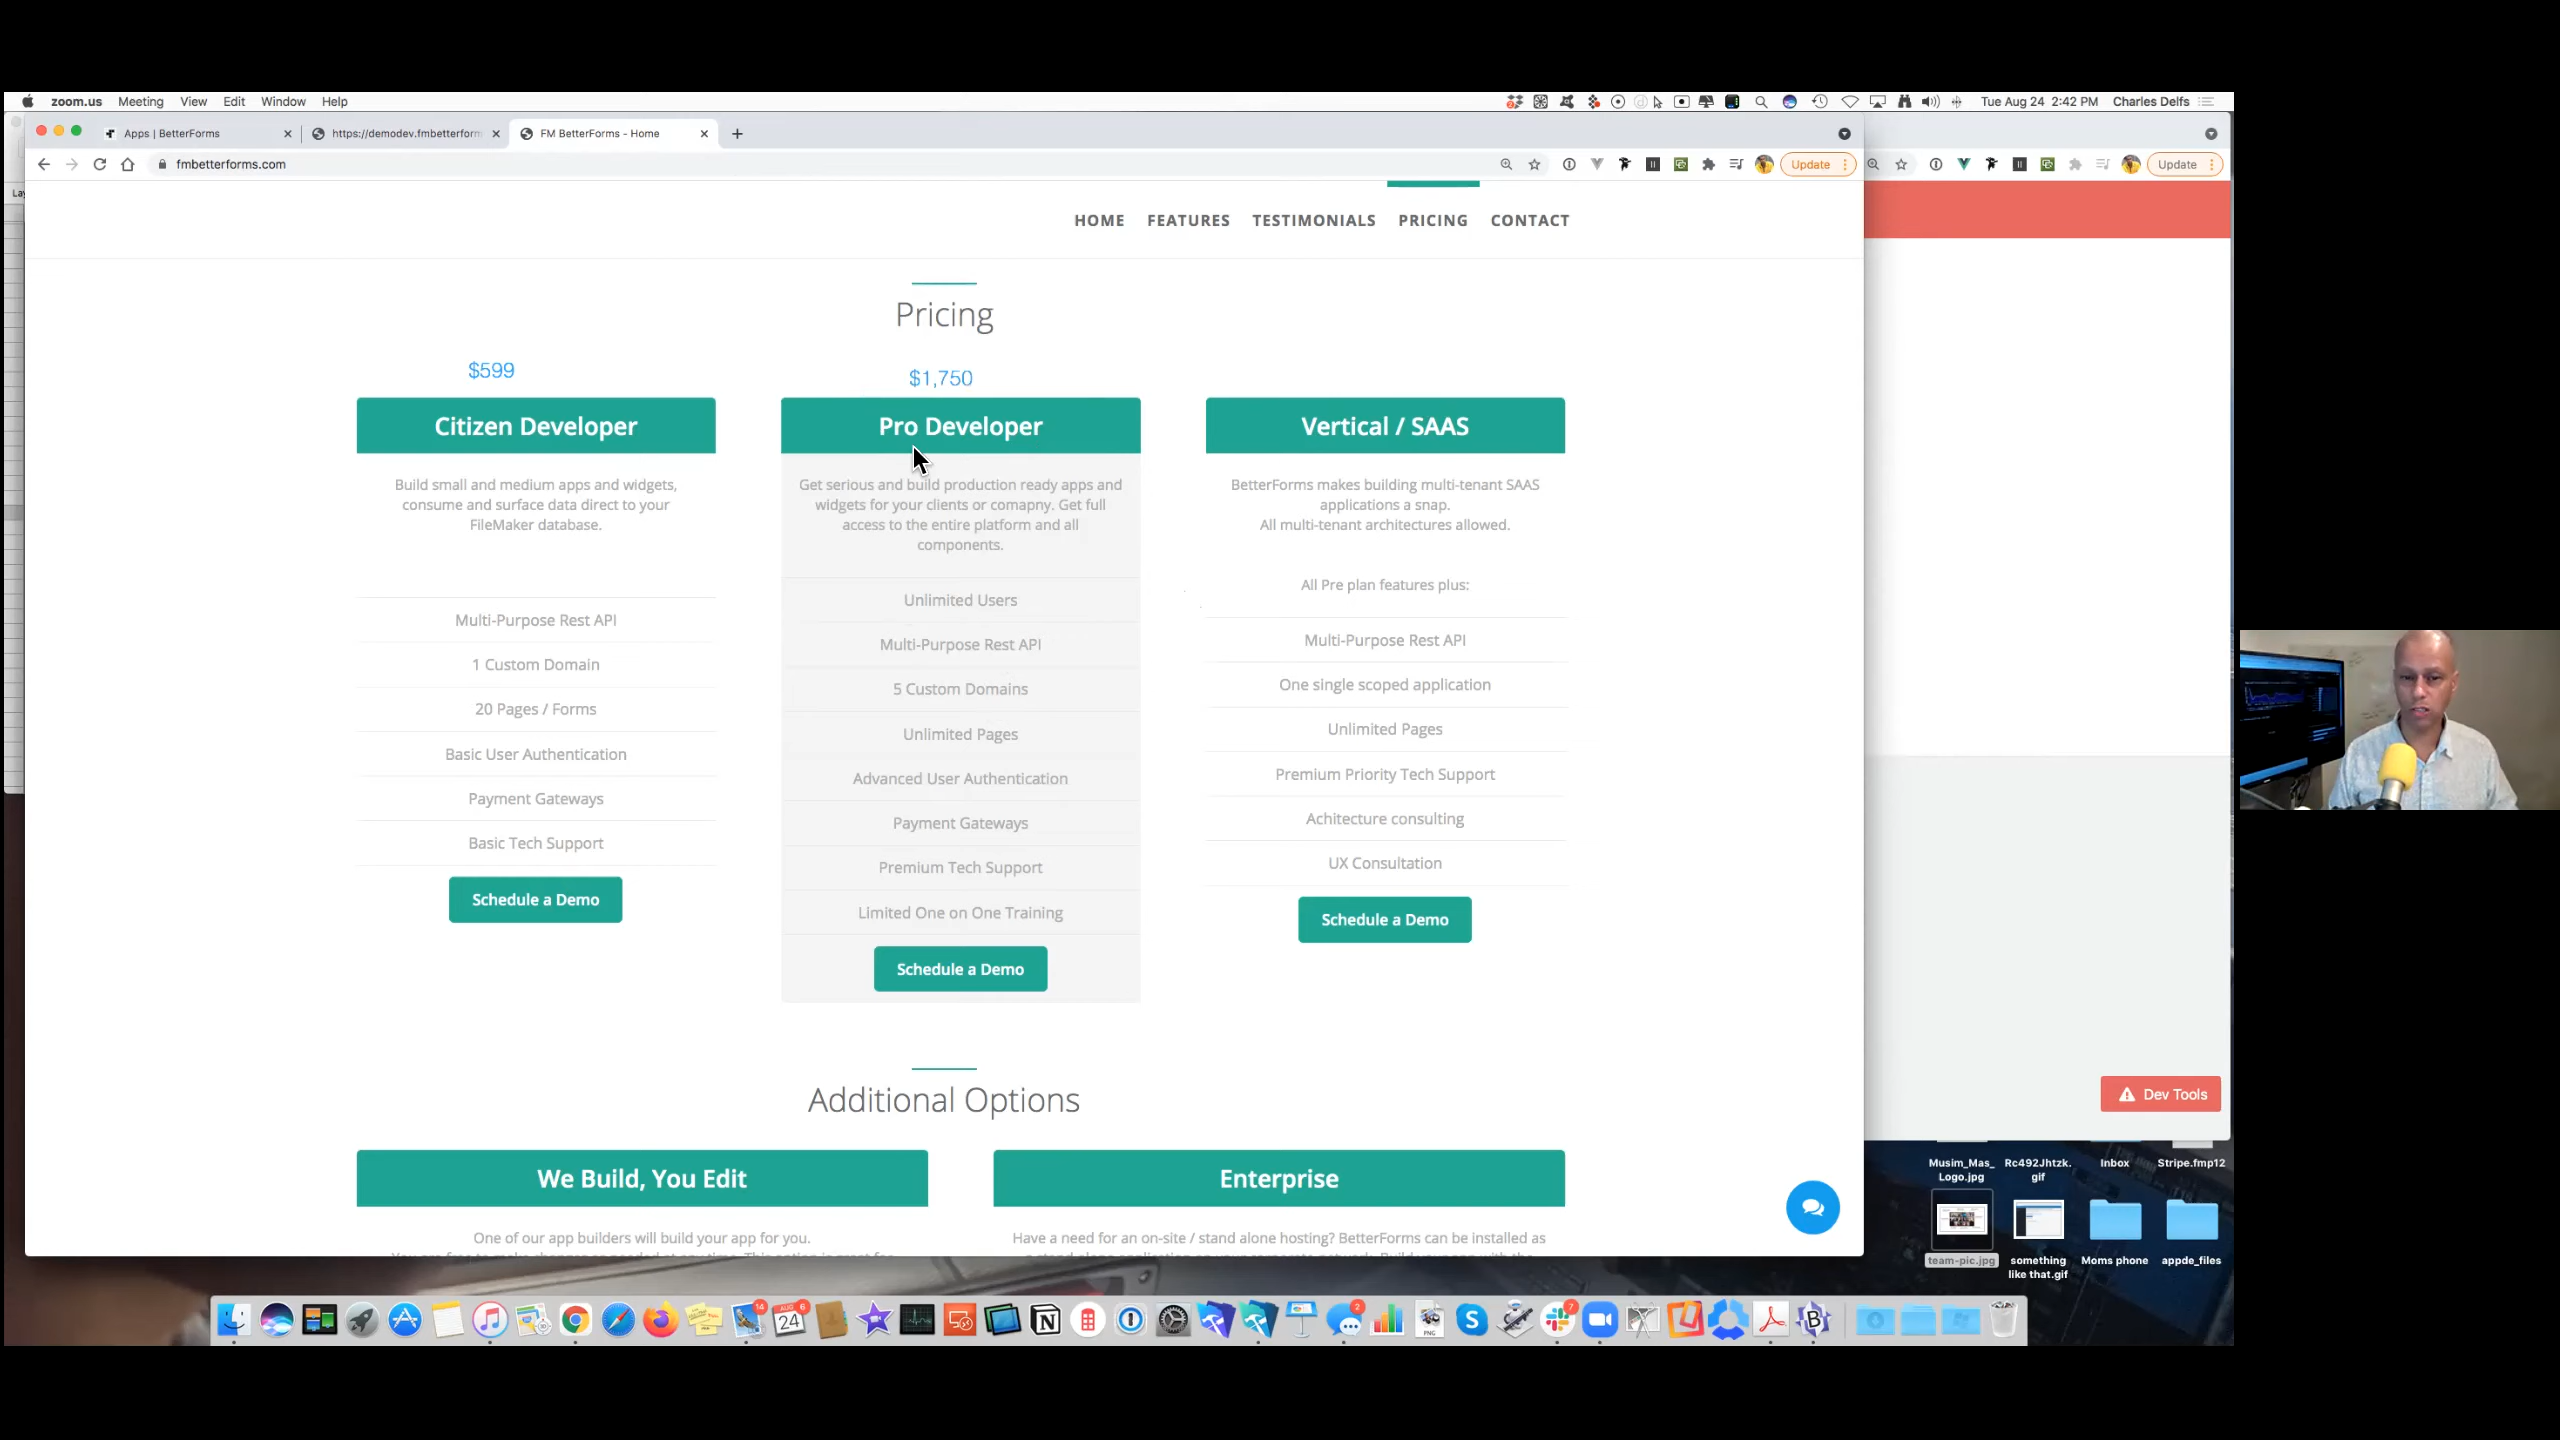 zoom.us Meeting View Edit Window Help
Tue Aug 24 2:42 PM Charles Delfs
Apps | BetterForms
https://demodev.fmbetterform
FM BetterForms - Home
fmbetterforms.com
Update
Update
Lay
HOME FEATURES TESTIMONIALS PRICING CONTACT
Pricing
$599
Citizen Developer
Build small and medium apps and widgets,
consume and surface data direct to your
FileMaker database.
Multi-Purpose Rest API
1 Custom Domain
20 Pages / Forms
Basic User Authentication
Payment Gateways
Basic Tech Support
Schedule a Demo
$1,750
Pro Developer
Get serious and build production ready apps and
widgets for your clients or comapny. Get full
access to the entire platform and all
components.
Unlimited Users
Multi-Purpose Rest API
5 Custom Domains
Unlimited Pages
Advanced User Authentication
Payment Gateways
Premium Tech Support
Limited One on One Training
Schedule a Demo
Vertical / SAAS
BetterForms makes building multi-tenant SAAS
applications a snap.
All multi-tenant architectures allowed.
All Pre plan features plus:
Multi-Purpose Rest API
One single scoped application
Unlimited Pages
Premium Priority Tech Support
Achitecture consulting
UX Consultation
Schedule a Demo
Additional Options
We Build, You Edit
One of our app builders will build your app for you.
Enterprise
Have a need for an on-site / stand alone hosting? BetterForms can be installed as
Dev Tools
Musim_Mas_
Logo.jpg
Rc492Jhtzk.
gif
Inbox
Stripe.fmp12
team-pic.jpg
something
like that.gif
Moms phone
appde_files
14
AUG 6
24
2
PNG
7